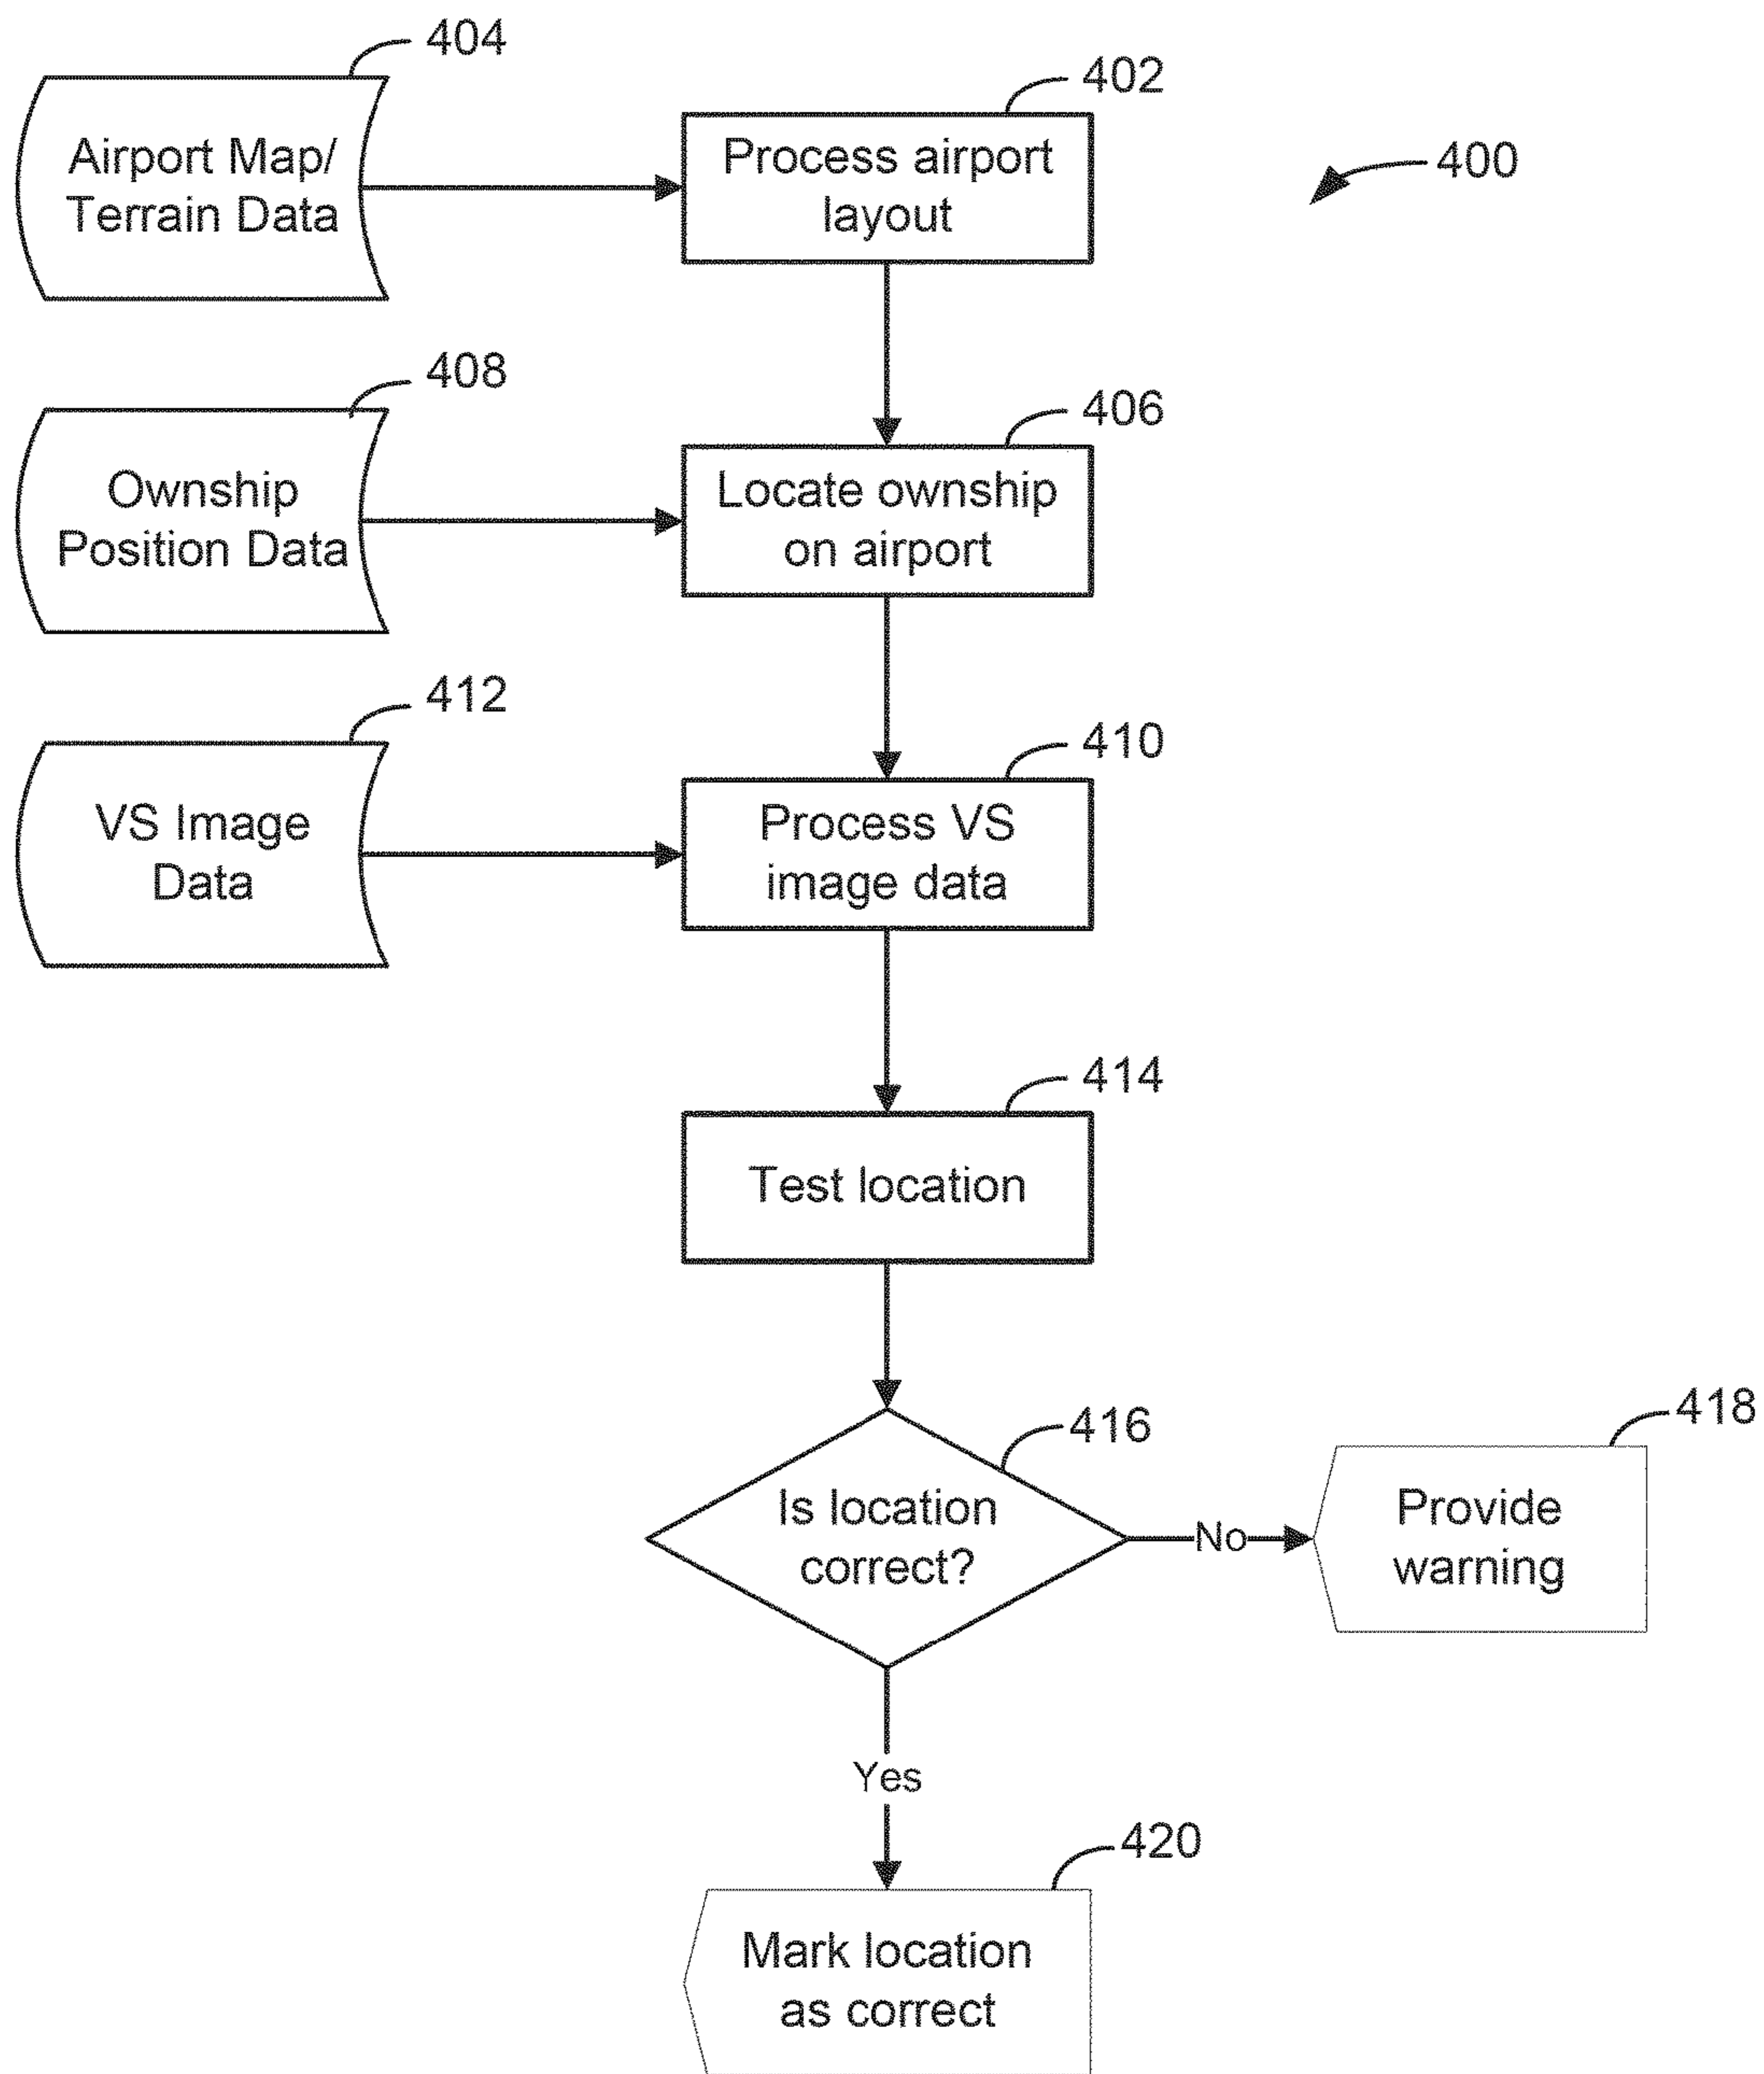 404
402
Airport Map/
Terrain Data
Process airport
layout
400
408
406
Ownship
Position Data
Locate ownship
on airport
412
410
VS Image
Data
Process VS
image data
414
Test location
416
418
Is location
correct?
No
Provide
warning
Yes
420
Mark location
as correct